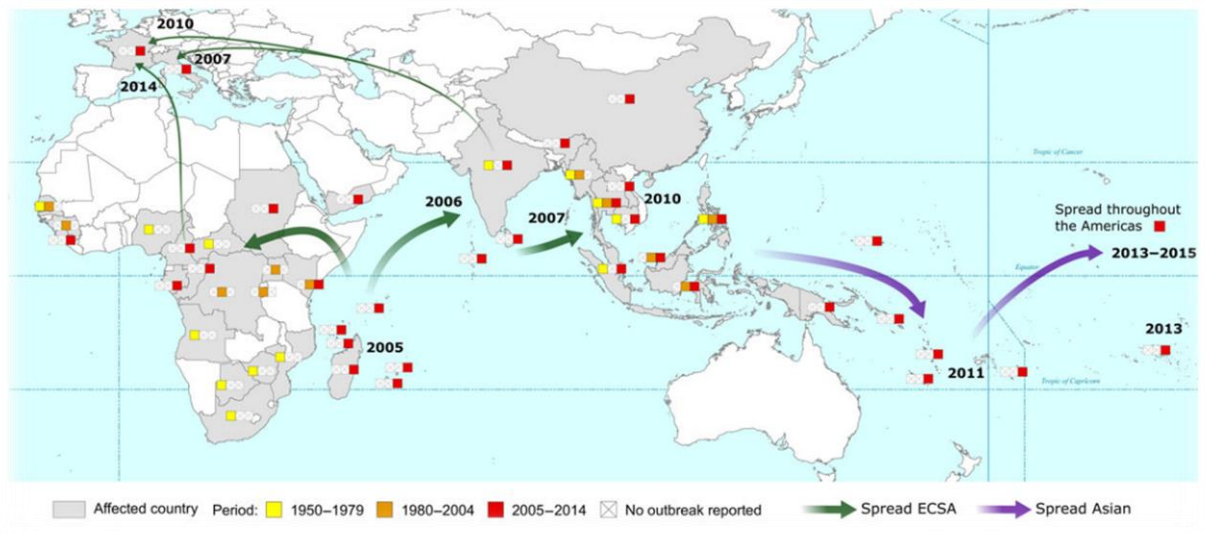 2010
2007
2014
Tropic of Cancer
2006
2010
2007
Spread throughout
the Americas
2013–2015
Equator
2005
2013
2011
Tropic of Capricorn
Affected country Period: 1950–1979 1980–2004 2005–2014 No outbreak reported Spread ECSA Spread Asian